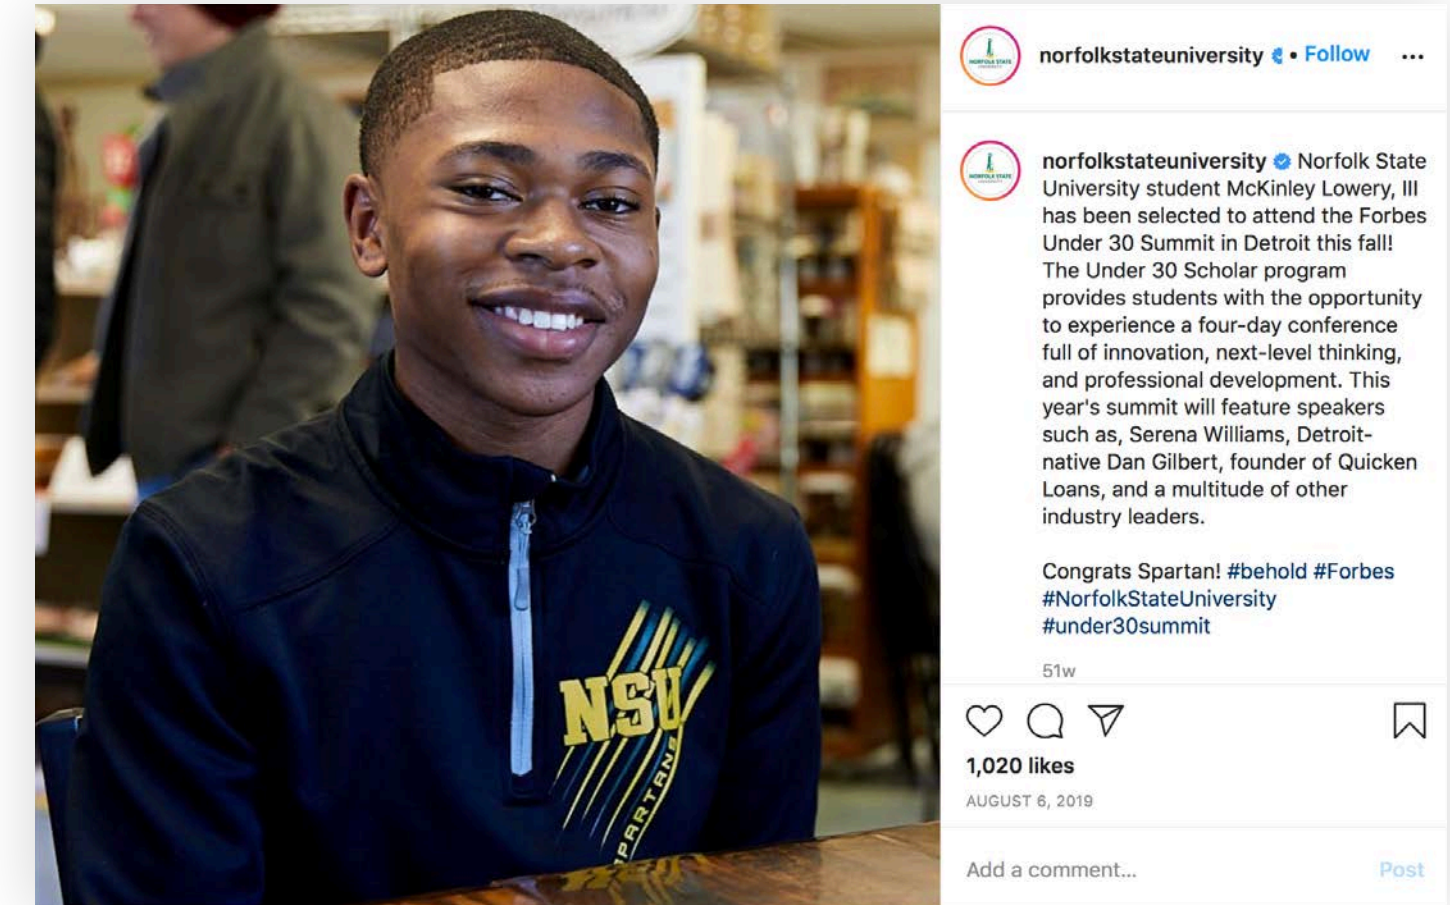 norfolkstateuniversity • Follow
NORFOLK STATE
norfolkstateuniversity Norfolk State
University student McKinley Lowery, III
has been selected to attend the Forbes
Under 30 Summit in Detroit this fall!
The Under 30 Scholar program
provides students with the opportunity
to experience a four-day conference
full of innovation, next-level thinking,
and professional development. This
year's summit will feature speakers
such as, Serena Williams, Detroit-
native Dan Gilbert, founder of Quicken
Loans, and a multitude of other
industry leaders.
Congrats Spartan! #behold #Forbes
#NorfolkStateUniversity
#under30summit
51w
1,020 likes
AUGUST 6, 2019
Add a comment... Post
NSU
SPARTANS